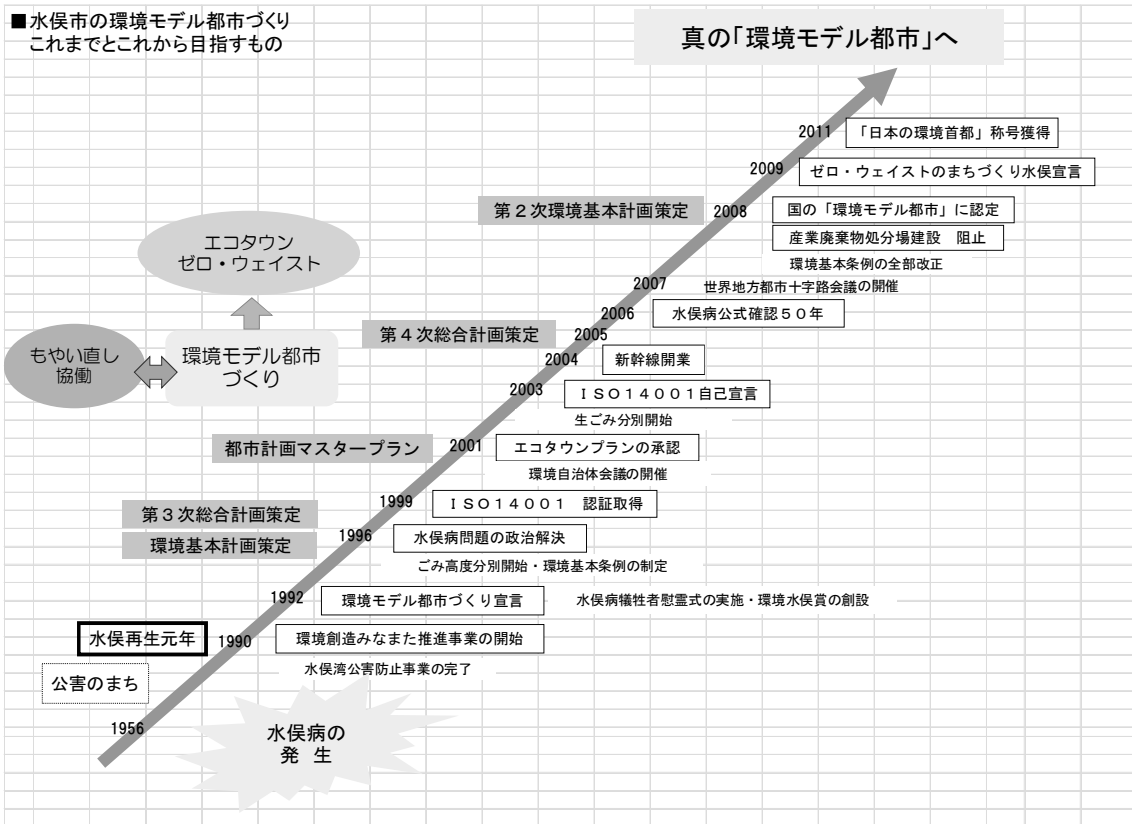 ■水俣市の環境モデル都市づくり
これまでとこれから目指すもの
真の「環境モデル都市」へ
2011
「日本の環境首都」称号獲得
2009
ゼロ・ウェイストのまちづくり水俣宣言
第２次環境基本計画策定
2008
国の「環境モデル都市」に認定
産業廃棄物処分場建設　阻止
環境基本条例の全部改正
2007
世界地方都市十字路会議の開催
エコタウン
ゼロ・ウェイスト
2006
水俣病公式確認５０年
第４次総合計画策定
2005
もやい直し
協働
環境モデル都市
づくり
2004
新幹線開業
2003
ＩＳＯ１４００１自己宣言
生ごみ分別開始
都市計画マスタープラン
2001
エコタウンプランの承認
環境自治体会議の開催
1999
ＩＳＯ１４００１　認証取得
第３次総合計画策定
環境基本計画策定
1996
水俣病問題の政治解決
ごみ高度分別開始・環境基本条例の制定
1992
環境モデル都市づくり宣言
水俣病犠牲者慰霊式の実施・環境水俣賞の創設
水俣再生元年
1990
環境創造みなまた推進事業の開始
水俣湾公害防止事業の完了
公害のまち
1956
水俣病の
発　生